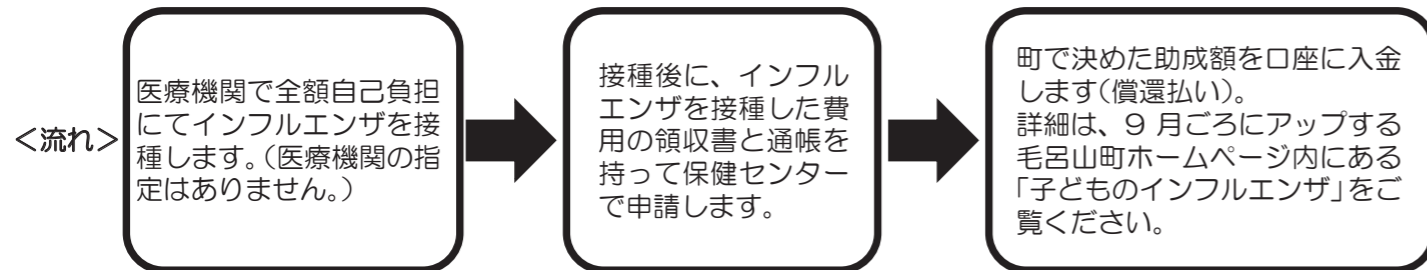 <流れ>
医療機関で全額自己負担
にてインフルエンザを接
種します。(医療機関の指
定はありません。)
接種後に、インフル
エンザを接種した費
用の領収書と通帳を
持って保健センター
で申請します。
町で決めた助成額を口座に入金
します(償還払い)。
詳細は、9 月ごろにアップする
毛呂山町ホームページ内にある
「子どものインフルエンザ」をご
覧ください。